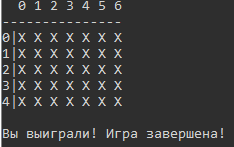 0 1 2 3 4 5 6
---------------
0|X X X X X X X
1|X X X X X X X
2|X X X X X X X
3|X X X X X X X
4|X X X X X X X
Вы выиграли! Игра завершена!